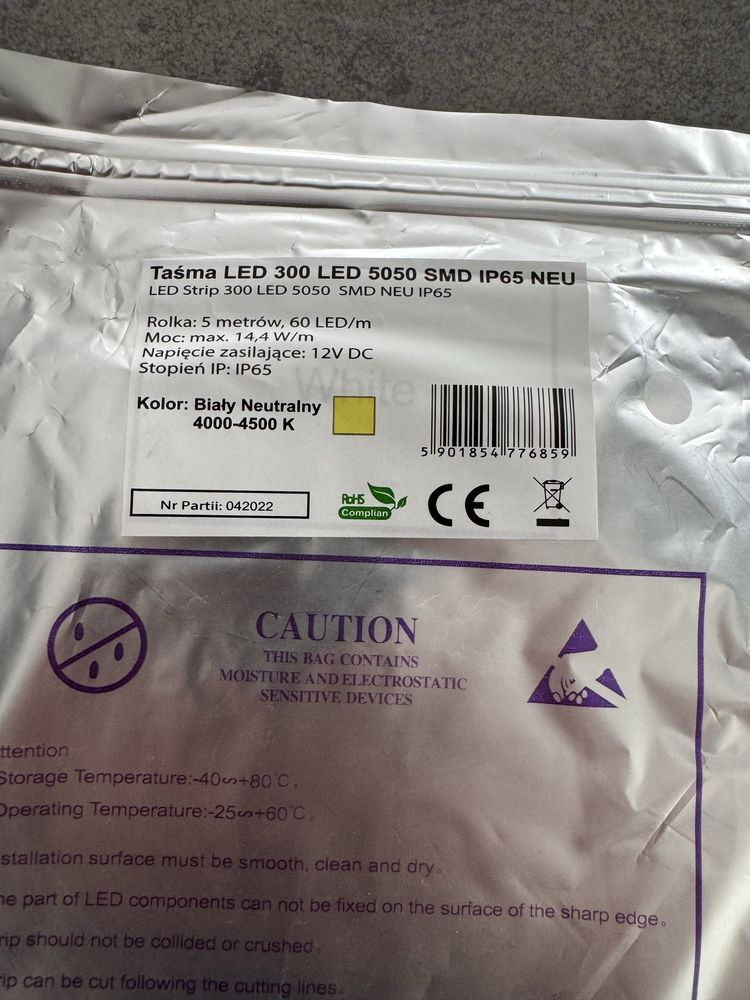 Taśma LED 300 LED 5050 SMD IP65 NEU
LED Strip 300 LED 5050 SMD NEU IP65
Rolka: 5 metrów, 60 LED/m
Moc: max. 14,4 W/m
Napięcie zasilające: 12V DC
Stopień IP: IP65
White
Kolor: Biały Neutralny
4000-4500 K
5 901854 776859
Nr Partii: 042022
RoHS
Complian
CE
CAUTION
THIS BAG CONTAINS
MOISTURE AND ELECTROSTATIC
SENSITIVE DEVICES
ttention
Storage Temperature:-40∽+80℃。
Operating Temperature:-25∽+60℃。
stallation surface must be smooth, clean and dry。
he part of LED components can not be fixed on the surface of the sharp edge。
rip should not be collided or crushed.
rip can be cut following the cutting lines.